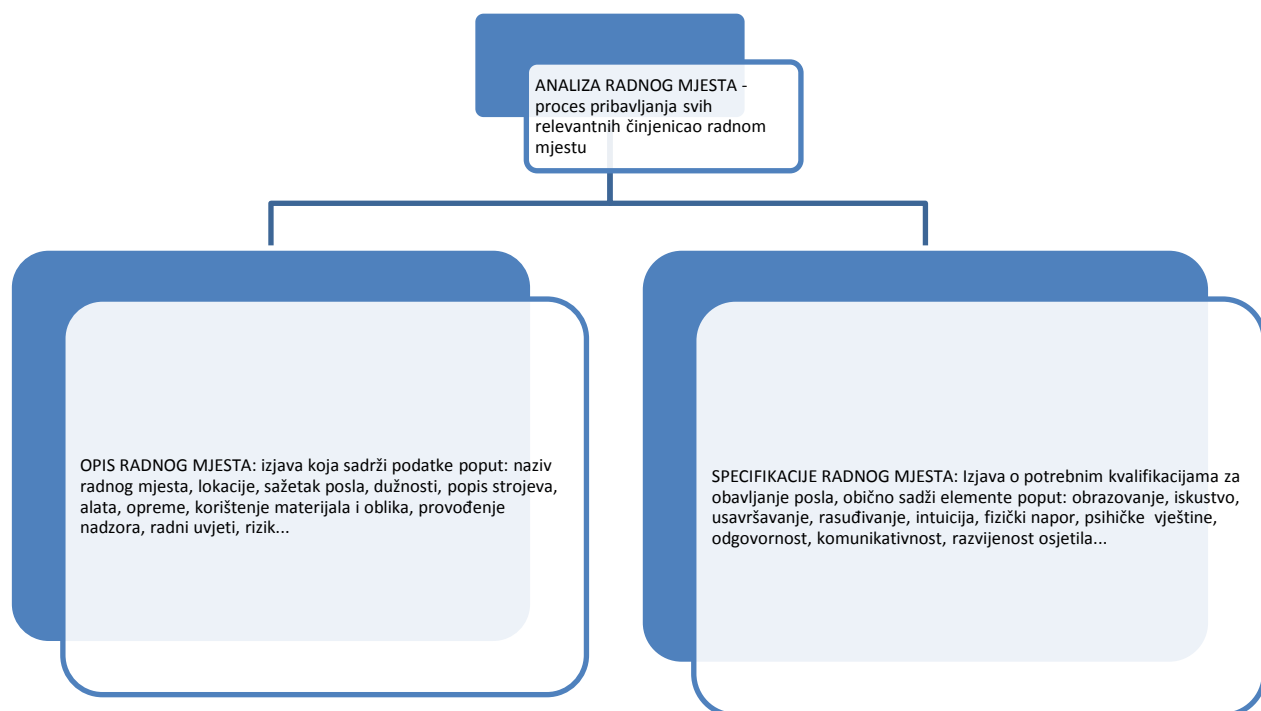 ANALIZA RADNOG MJESTA -
proces pribavljanja svih
relevantnih činjenicao radnom
mjestu
OPIS RADNOG MJESTA: izjava koja sadrži podatke poput: naziv
radnog mjesta, lokacije, sažetak posla, dužnosti, popis strojeva,
alata, opreme, korištenje materijala i oblika, provođenje
nadzora, radni uvjeti, rizik...
SPECIFIKACIJE RADNOG MJESTA: Izjava o potrebnim kvalifikacijama za
obavljanje posla, obično sadži elemente poput: obrazovanje, iskustvo,
usavršavanje, rasuđivanje, intuicija, fizički napor, psihičke  vještine,
odgovornost, komunikativnost, razvijenost osjetila...